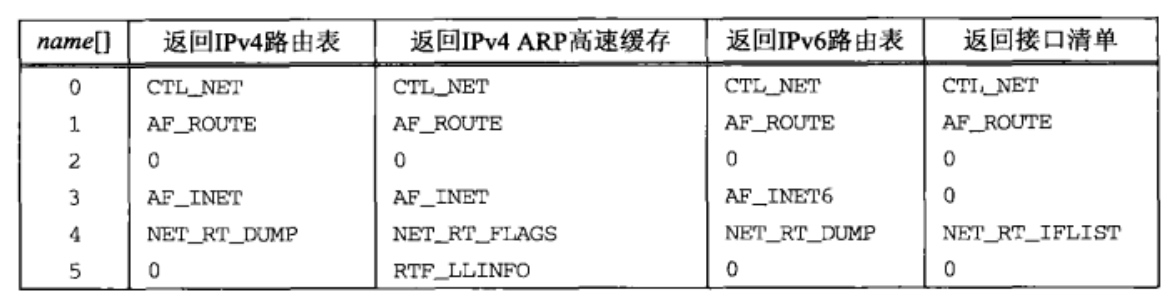 name[] 返回IPv4路由表 返回IPv4 ARP高速缓存 返回IPv6路由表 返回接口清单
0 CTL_NET CTL_NET CTL_NET CTL_NET
1 AF_ROUTE AF_ROUTE AF_ROUTE AF_ROUTE
2 0 0 0 0
3 AF_INET AF_INET AF_INET6 0
4 NET_RT_DUMP NET_RT_FLAGS NET_RT_DUMP NET_RT_IFLIST
5 0 RTF_LLINFO 0 0